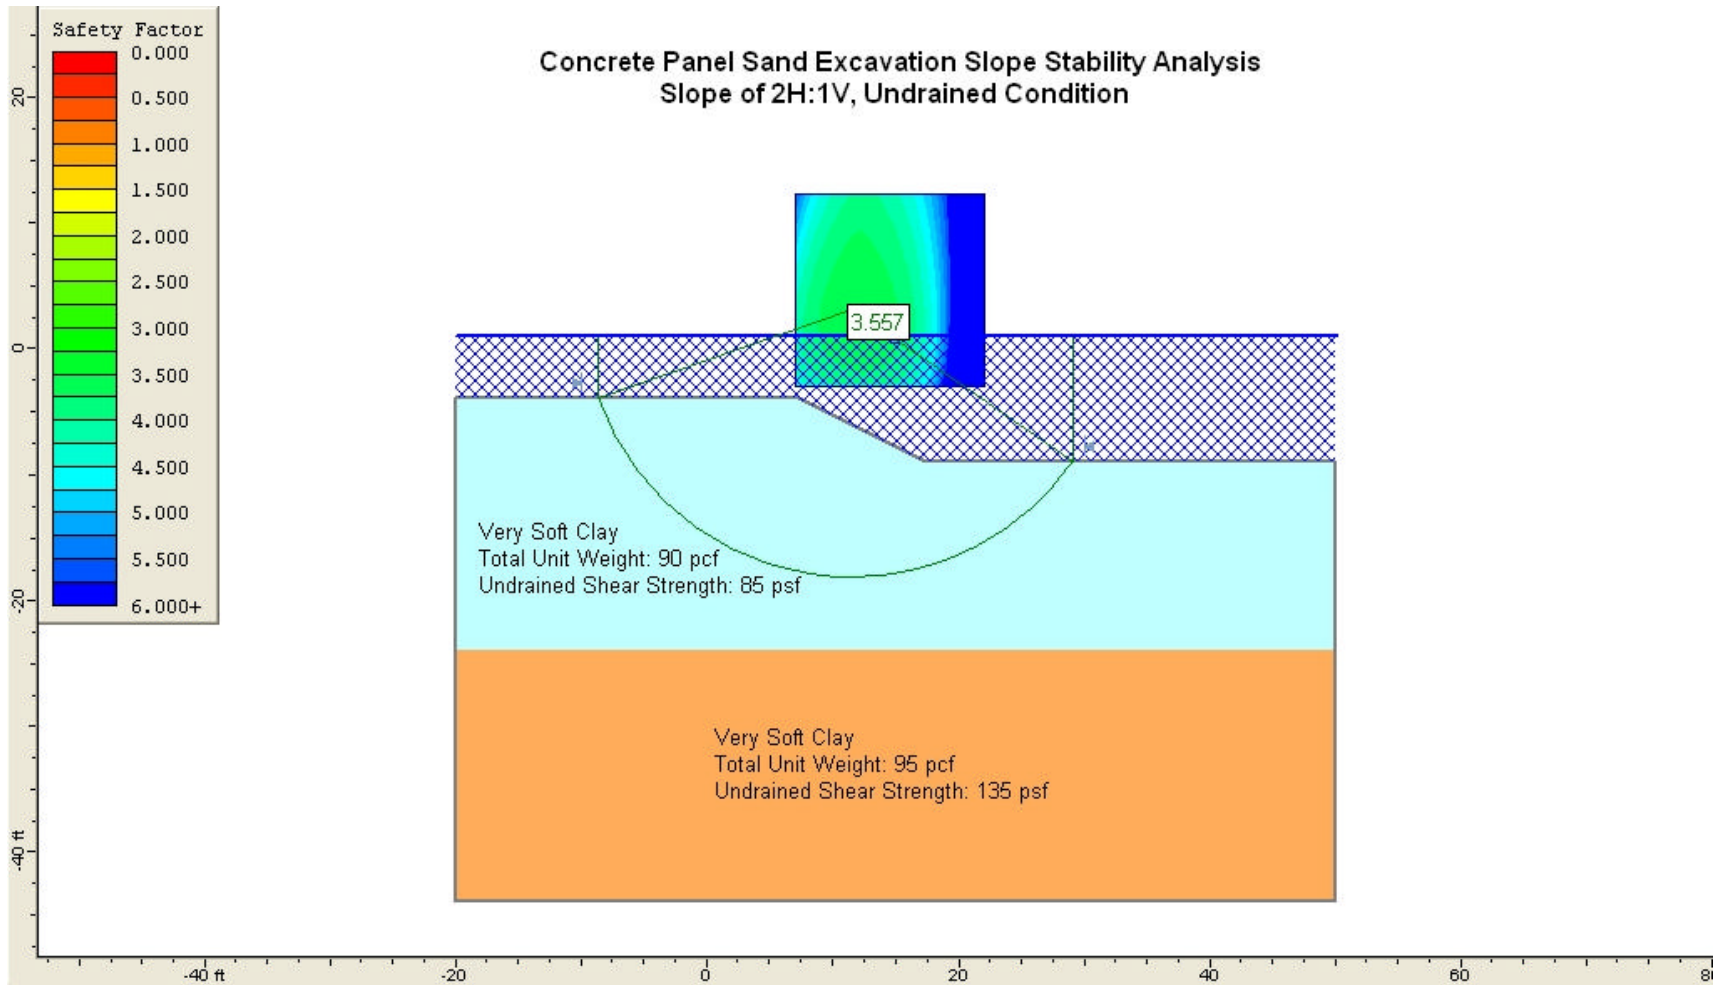 Safety Factor
0.000
0.500
1.000
1.500
2.000
2.500
3.000
3.500
4.000
4.500
5.000
5.500
6.000+
Concrete Panel Sand Excavation Slope Stability Analysis
Slope of 2H:1V, Undrained Condition
3.557
Very Soft Clay
Total Unit Weight: 90 pcf
Undrained Shear Strength: 85 psf
Very Soft Clay
Total Unit Weight: 95 pcf
Undrained Shear Strength: 135 psf
20
0
-20
-40 ft
-40 ft
-20
0
20
40
60